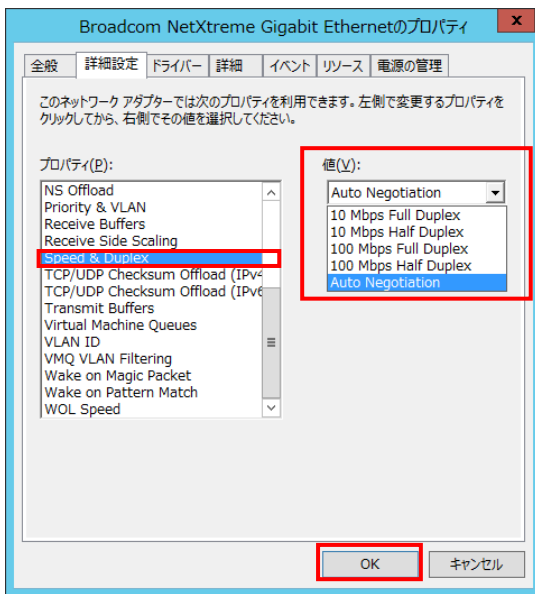 Broadcom NetXtreme Gigabit Ethernetのプロパティ
x
全般 詳細設定 ドライバー 詳細 イベント リソース 電源の管理
このネットワーク アダプターでは次のプロパティを利用できます。左側で変更するプロパティを
クリックしてから、右側でその値を選択してください。
プロパティ(P):
NS Offload
Priority & VLAN
Receive Buffers
Receive Side Scaling
Speed & Duplex
TCP/UDP Checksum Offload (IPv4
TCP/UDP Checksum Offload (IPv6
Transmit Buffers
Virtual Machine Queues
VLAN ID
VMQ VLAN Filtering
Wake on Magic Packet
Wake on Pattern Match
WOL Speed
値(V):
Auto Negotiation
10 Mbps Full Duplex
10 Mbps Half Duplex
100 Mbps Full Duplex
100 Mbps Half Duplex
Auto Negotiation
OK キャンセル